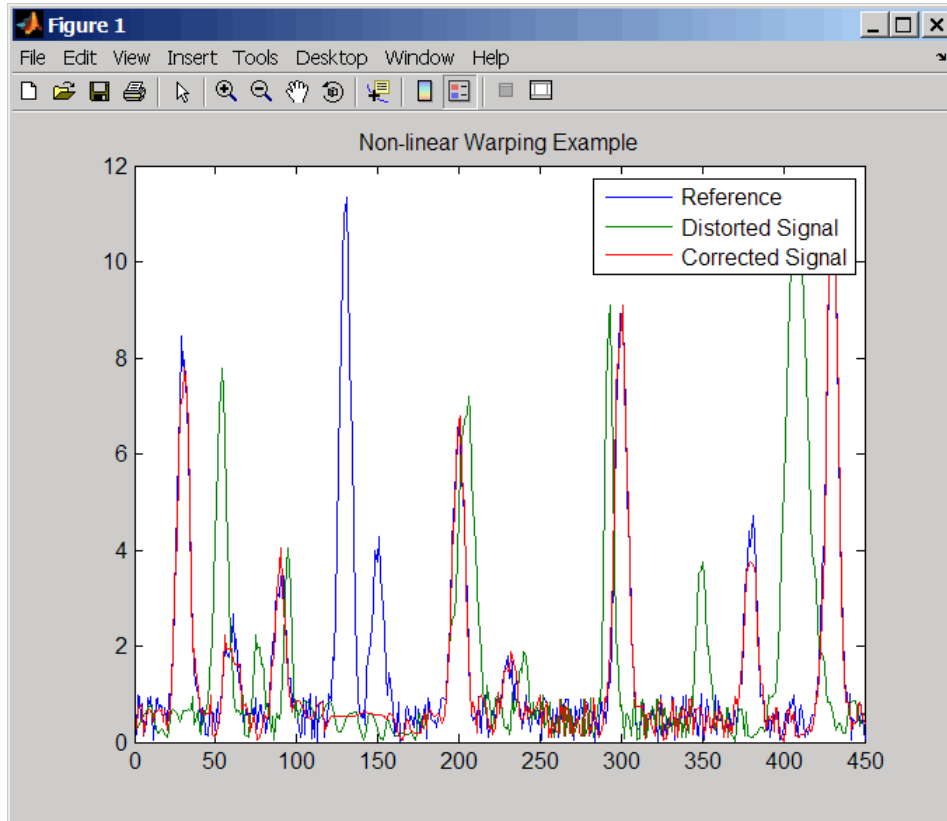 Figure 1
File Edit View Insert Tools Desktop Window Help
Non-linear Warping Example
12
10
8
6
4
2
0
Reference
Distorted Signal
Corrected Signal
0 50 100 150 200 250 300 350 400 450